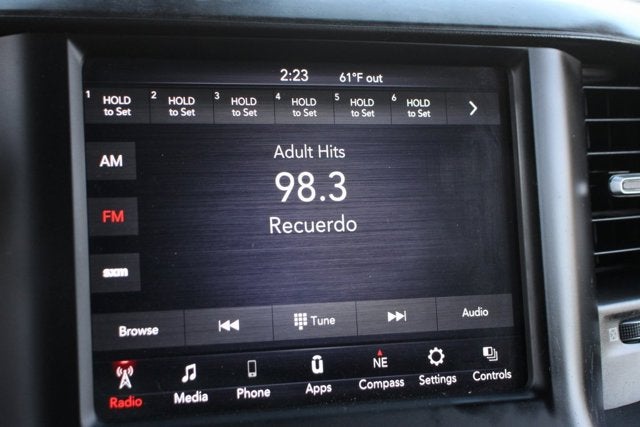 2:23 61°F out
1 HOLD to Set 2 HOLD to Set 3 HOLD to Set 4 HOLD to Set 5 HOLD to Set 6 HOLD to Set
Adult Hits
AM
98.3
FM
Recuerdo
sxm
Browse Tune Audio
Radio Media Phone Apps NE Compass Settings Controls